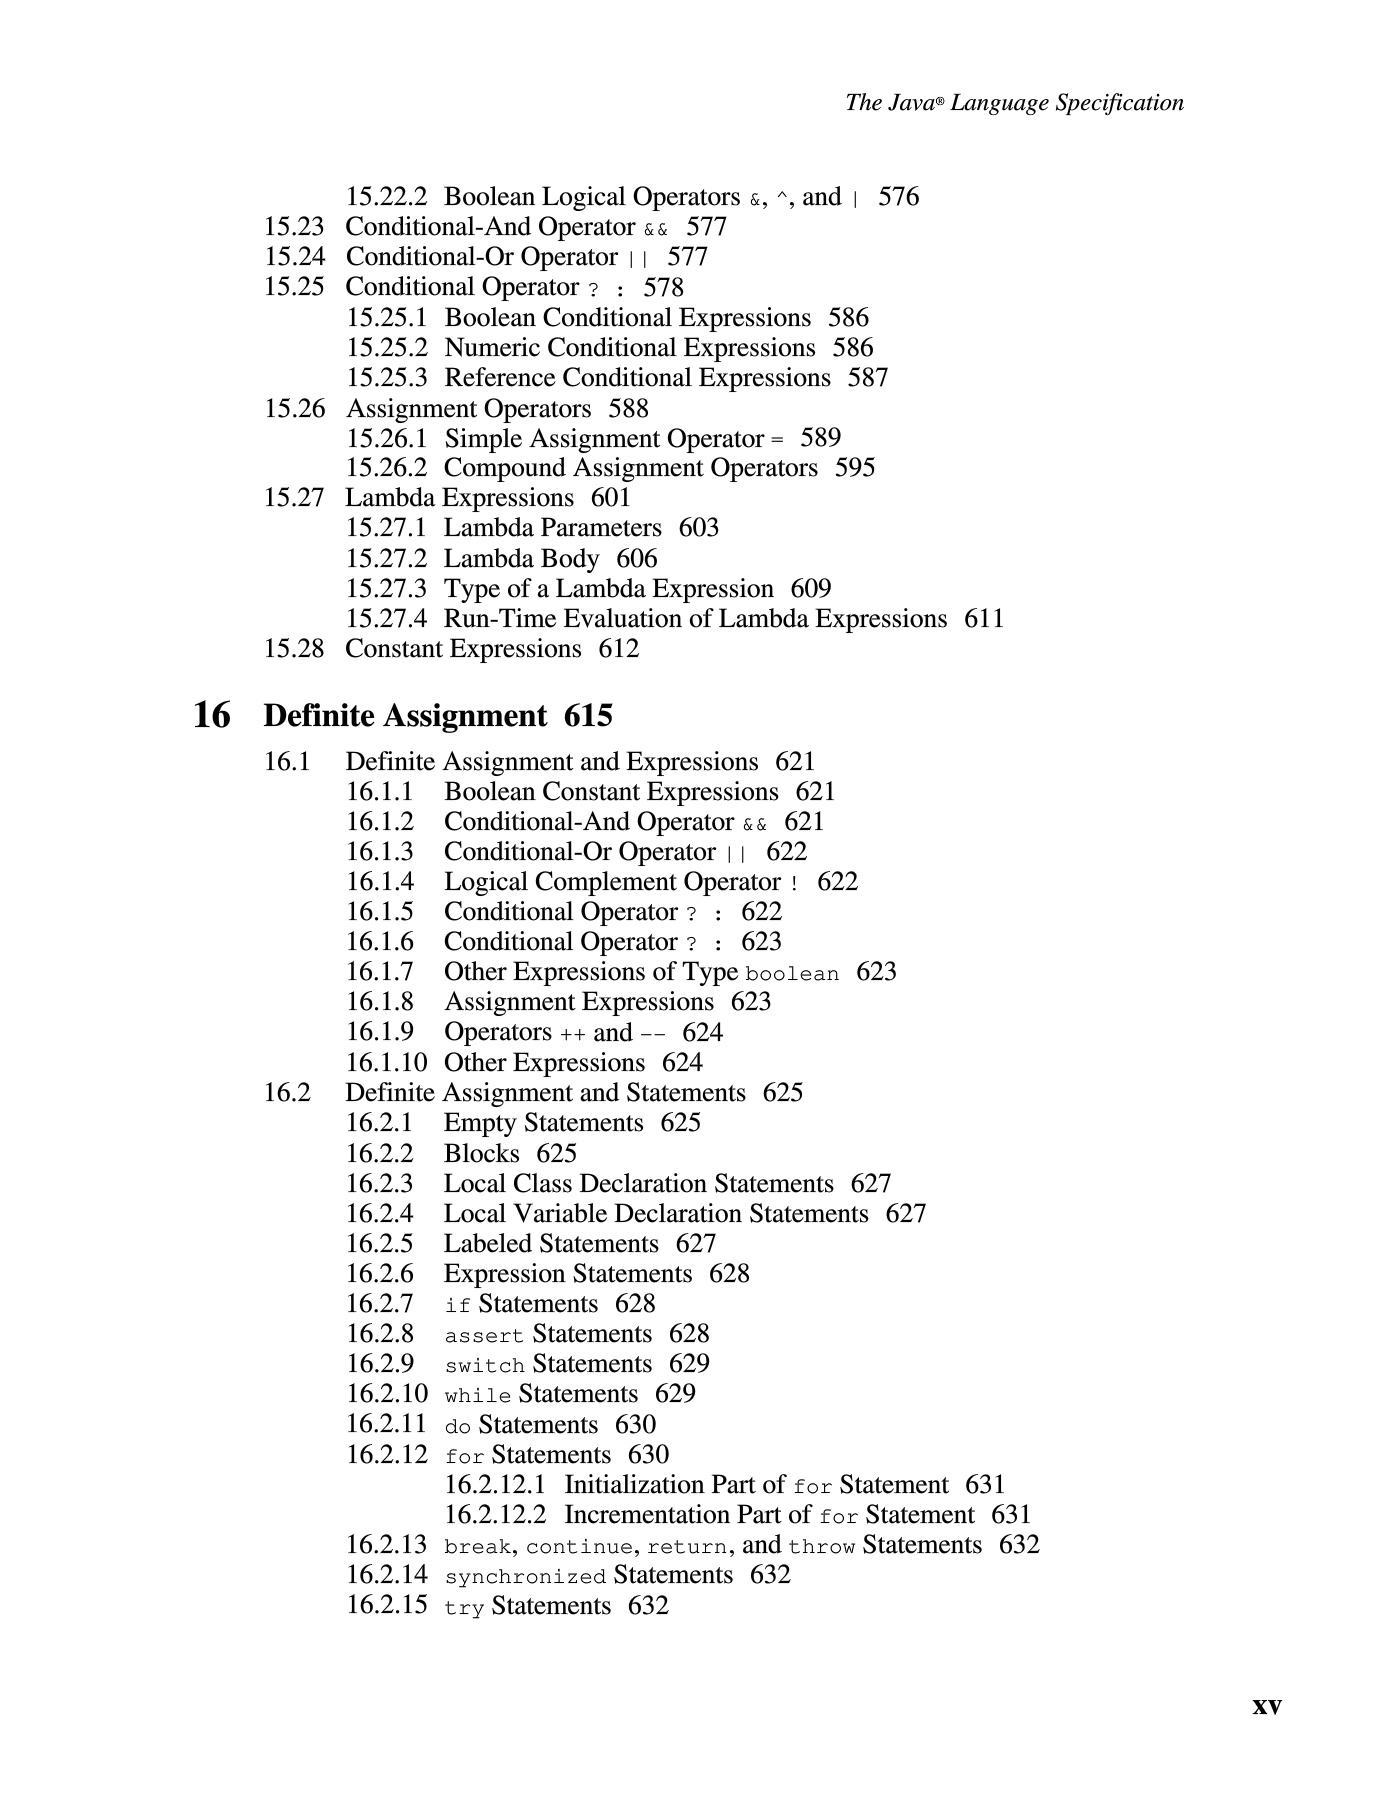 The Java® Language Specification
15.22.2 Boolean Logical Operators &, ^, and | 576
15.23 Conditional-And Operator && 577
15.24 Conditional-Or Operator || 577
15.25 Conditional Operator ? : 578
15.25.1 Boolean Conditional Expressions 586
15.25.2 Numeric Conditional Expressions 586
15.25.3 Reference Conditional Expressions 587
15.26 Assignment Operators 588
15.26.1 Simple Assignment Operator = 589
15.26.2 Compound Assignment Operators 595
15.27 Lambda Expressions 601
15.27.1 Lambda Parameters 603
15.27.2 Lambda Body 606
15.27.3 Type of a Lambda Expression 609
15.27.4 Run-Time Evaluation of Lambda Expressions 611
15.28 Constant Expressions 612
16 Definite Assignment 615
16.1 Definite Assignment and Expressions 621
16.1.1 Boolean Constant Expressions 621
16.1.2 Conditional-And Operator && 621
16.1.3 Conditional-Or Operator || 622
16.1.4 Logical Complement Operator ! 622
16.1.5 Conditional Operator ? : 622
16.1.6 Conditional Operator ? : 623
16.1.7 Other Expressions of Type boolean 623
16.1.8 Assignment Expressions 623
16.1.9 Operators ++ and -- 624
16.1.10 Other Expressions 624
16.2 Definite Assignment and Statements 625
16.2.1 Empty Statements 625
16.2.2 Blocks 625
16.2.3 Local Class Declaration Statements 627
16.2.4 Local Variable Declaration Statements 627
16.2.5 Labeled Statements 627
16.2.6 Expression Statements 628
16.2.7 if Statements 628
16.2.8 assert Statements 628
16.2.9 switch Statements 629
16.2.10 while Statements 629
16.2.11 do Statements 630
16.2.12 for Statements 630
16.2.12.1 Initialization Part of for Statement 631
16.2.12.2 Incrementation Part of for Statement 631
16.2.13 break, continue, return, and throw Statements 632
16.2.14 synchronized Statements 632
16.2.15 try Statements 632
xv